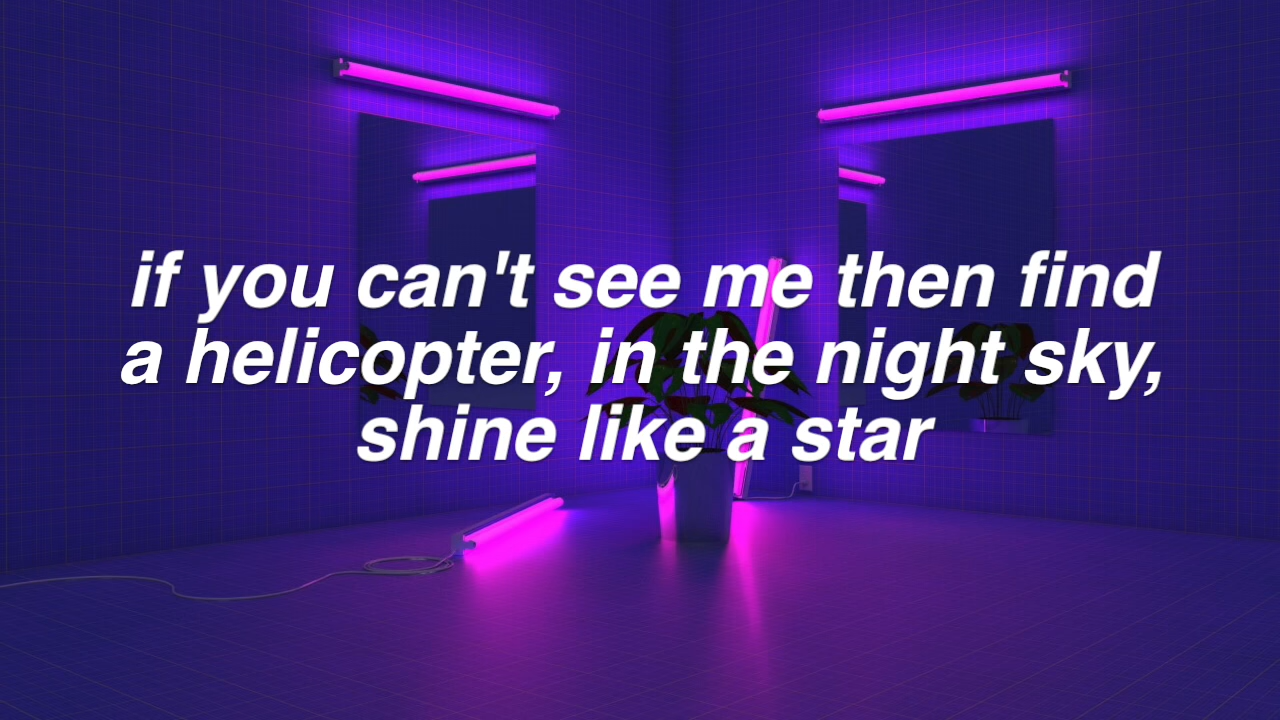 if you can't see me then find
a helicopter, in the night sky,
shine like a star